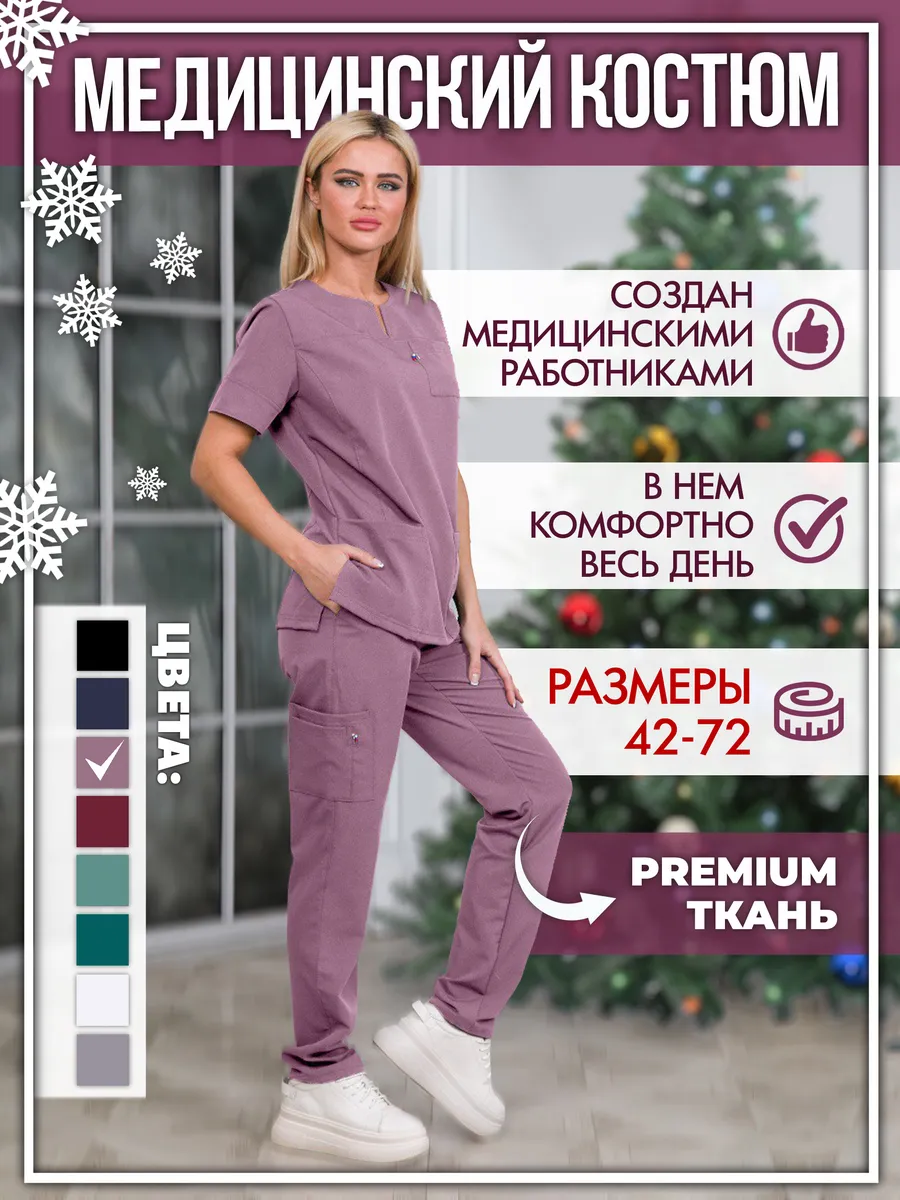 МЕДИЦИНСКИЙ КОСТЮМ
СОЗДАН
МЕДИЦИНСКИМИ
РАБОТНИКАМИ
В НЕМ
КОМФОРТНО
ВЕСЬ ДЕНЬ
ЦВЕТА:
РАЗМЕРЫ
42-72
PREMIUM
ТКАНЬ